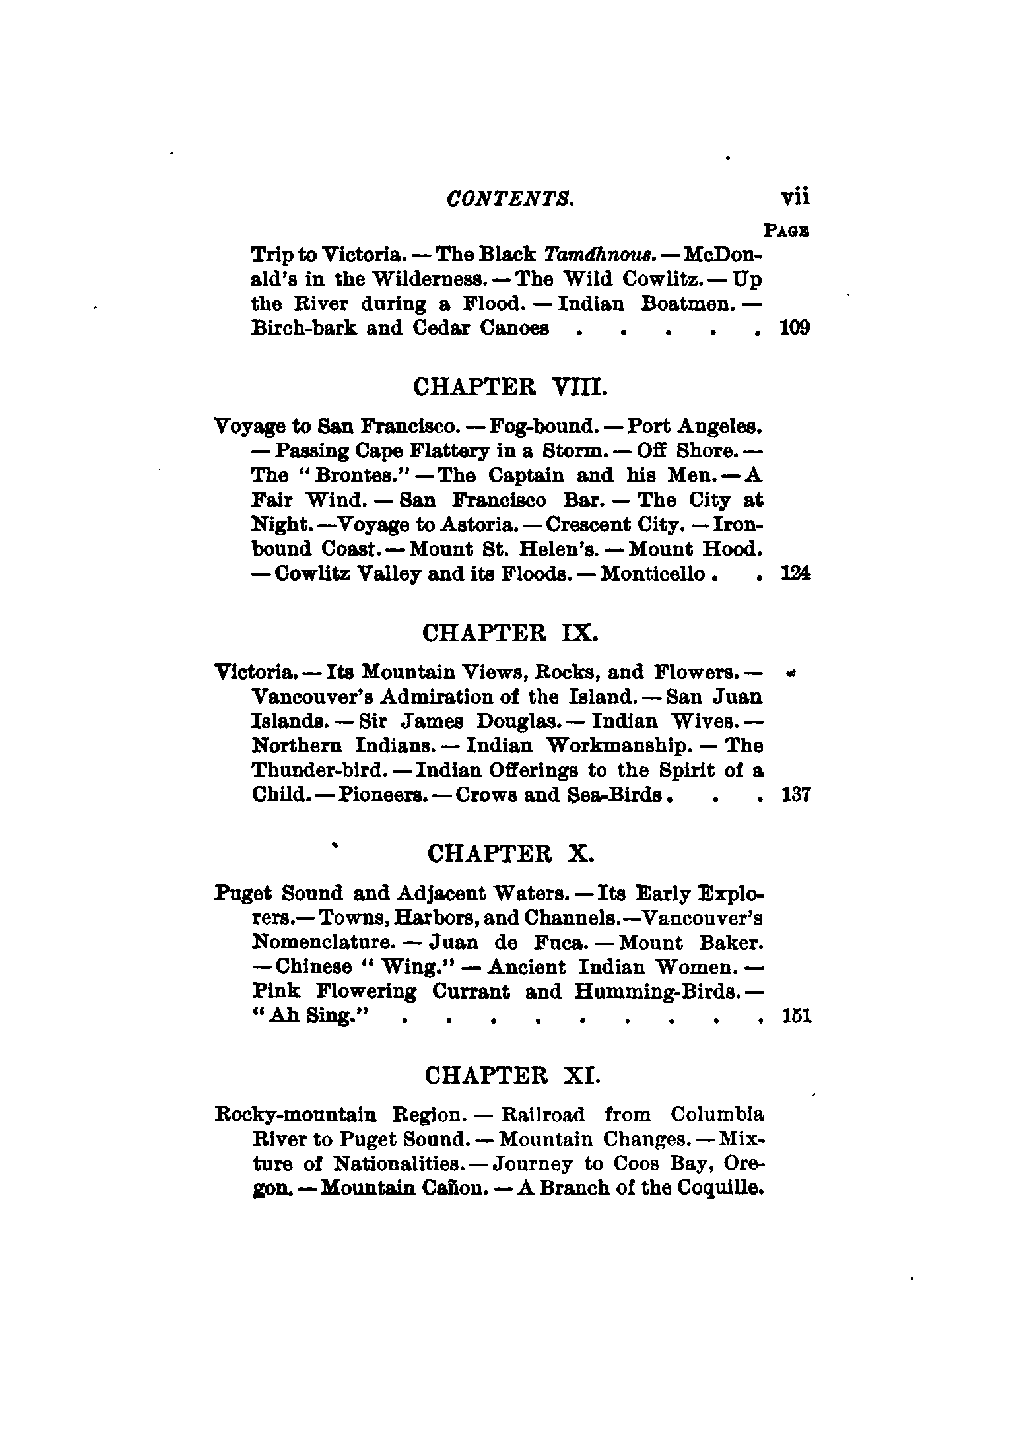 CONTENTS. vii
PAGE
Trip to Victoria. — The Black Tamáhnous. — McDon-
ald's in the Wilderness. — The Wild Cowlitz. — Up
the River during a Flood. — Indian Boatmen. —
Birch-bark and Cedar Canoes . . . . . 109
CHAPTER VIII.
Voyage to San Francisco. — Fog-bound. — Port Angeles.
— Passing Cape Flattery in a Storm. — Off Shore. —
The "Brontes." — The Captain and his Men. — A
Fair Wind. — San Francisco Bar. — The City at
Night. — Voyage to Astoria. — Crescent City. — Iron-
bound Coast. — Mount St. Helen's. — Mount Hood.
— Cowlitz Valley and its Floods. — Monticello . . 124
CHAPTER IX.
Victoria. — Its Mountain Views, Rocks, and Flowers. —
Vancouver's Admiration of the Island. — San Juan
Islands. — Sir James Douglas. — Indian Wives. —
Northern Indians. — Indian Workmanship. — The
Thunder-bird. — Indian Offerings to the Spirit of a
Child. — Pioneers. — Crows and Sea-Birds . . . 137
CHAPTER X.
Puget Sound and Adjacent Waters. — Its Early Explo-
rers. — Towns, Harbors, and Channels. — Vancouver's
Nomenclature. — Juan de Fuca. — Mount Baker.
— Chinese "Wing." — Ancient Indian Women. —
Pink Flowering Currant and Humming-Birds. —
"Ah Sing." . . . . . . . . . 151
CHAPTER XI.
Rocky-mountain Region. — Railroad from Columbia
River to Puget Sound. — Mountain Changes. — Mix-
ture of Nationalities. — Journey to Coos Bay, Ore-
gon. — Mountain Cañon. — A Branch of the Coquille.